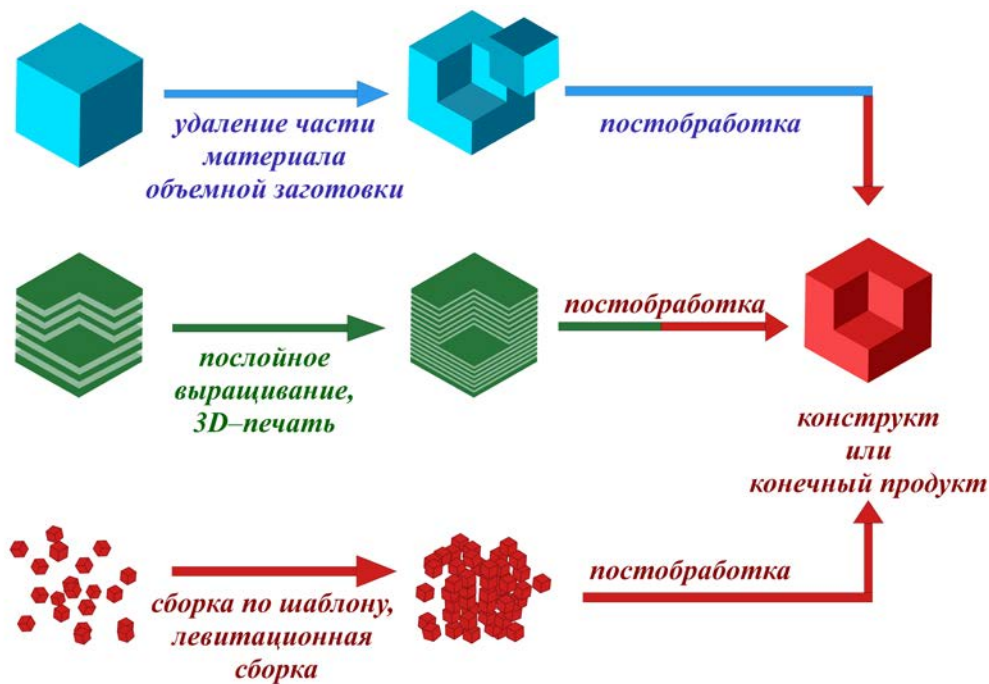 удаление части
материала
объемной заготовки
постобработка
послойное
выращивание,
3D–печать
постобработка
конструкт
или
конечный продукт
сборка по шаблону,
левитационная
сборка
постобработка